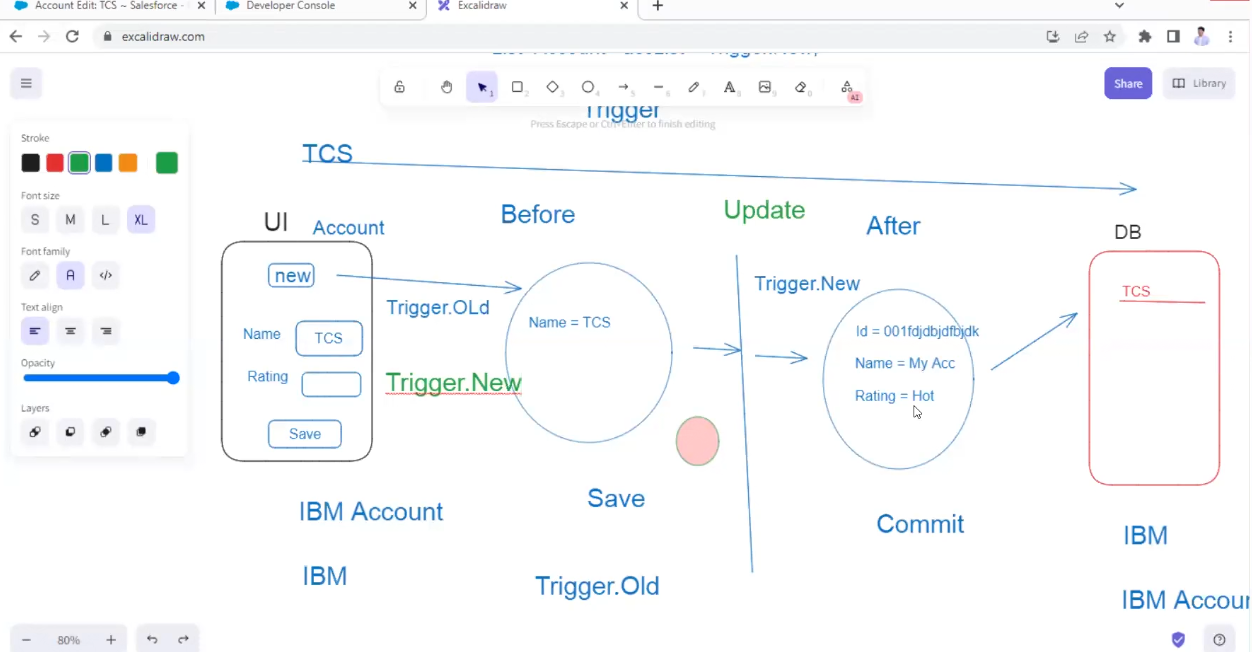 Account Edit: TCS ~ Salesforce -
Developer Console
Excalidraw
excalidraw.com
Trigger
Press Escape or Ctrl+Enter to finish editing
Share
Library
AI
Stroke
Font size
S M L XL
Font family
A </>
Text align
Opacity
Layers
80%
TCS
UI
Account
Before
Update
After
DB
new
Trigger.OLd
Name = TCS
Trigger.New
Id = 001fdjdbjdfbjdk
TCS
Name
TCS
Name = My Acc
Rating
Trigger.New
Rating = Hot
Save
IBM Account
Save
Commit
IBM
IBM
Trigger.Old
IBM Accour